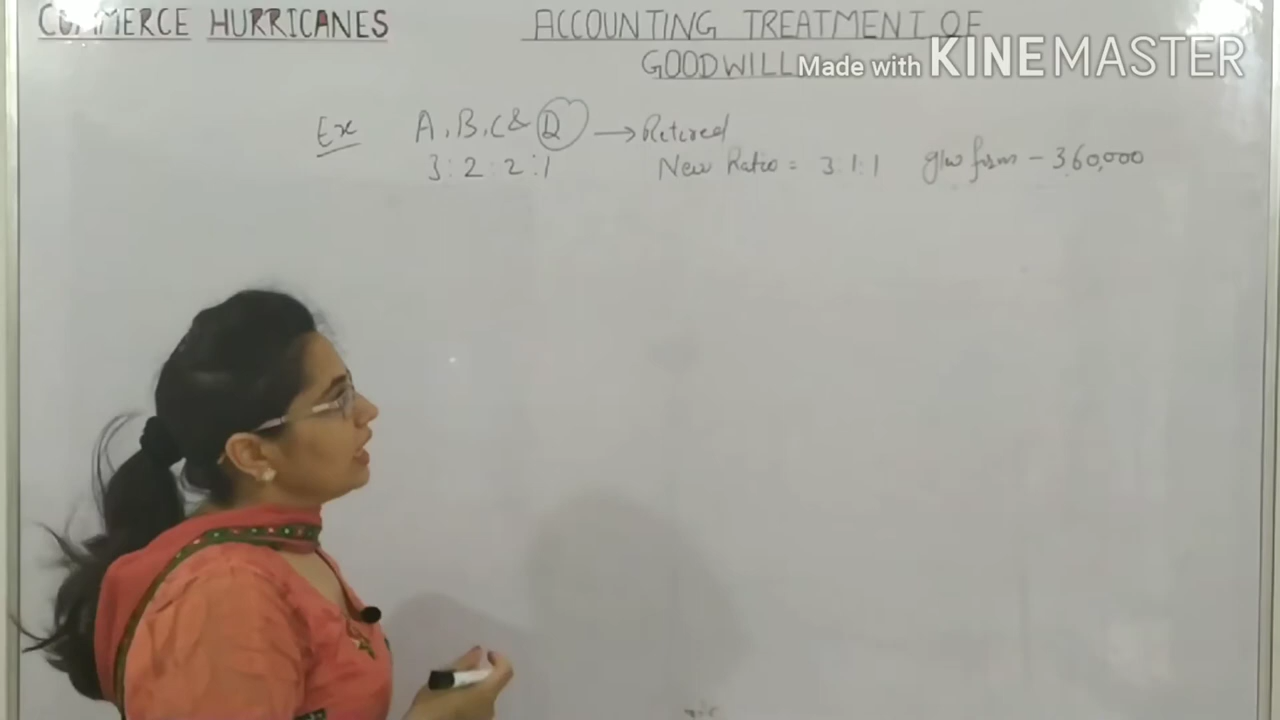 COMMERCE HURRICANES
ACCOUNTING TREATMENT OF
GOODWILL
Made with KINEMASTER
Ex A, B, C & D → Retired
3 : 2 : 2 : 1 New Ratio = 3:1:1 g/w firm - 360,000